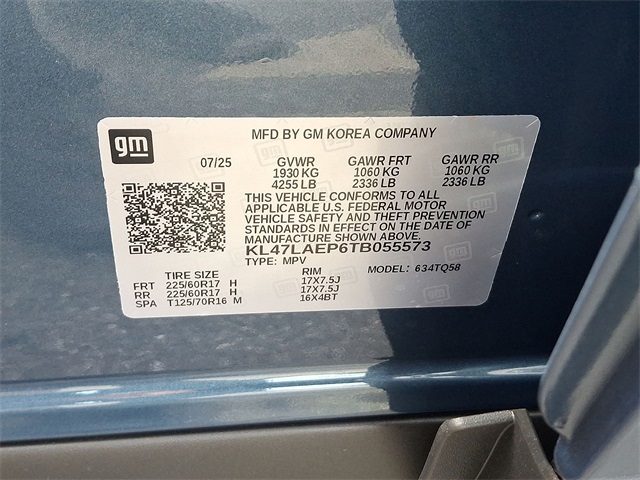 gm
MFD BY GM KOREA COMPANY
07/25 GVWR GAWR FRT GAWR RR
1930 KG 1060 KG 1060 KG
4255 LB 2336 LB 2336 LB
THIS VEHICLE CONFORMS TO ALL
APPLICABLE U.S. FEDERAL MOTOR
VEHICLE SAFETY AND THEFT PREVENTION
STANDARDS IN EFFECT ON THE DATE OF
MANUFACTURE SHOWN ABOVE.
KL47LAEP6TB055573
TYPE: MPV MODEL: 634TQ58
TIRE SIZE RIM
FRT 225/60R17 H 17X7.5J
RR 225/60R17 H 17X7.5J
SPA T125/70R16 M 16X4BT